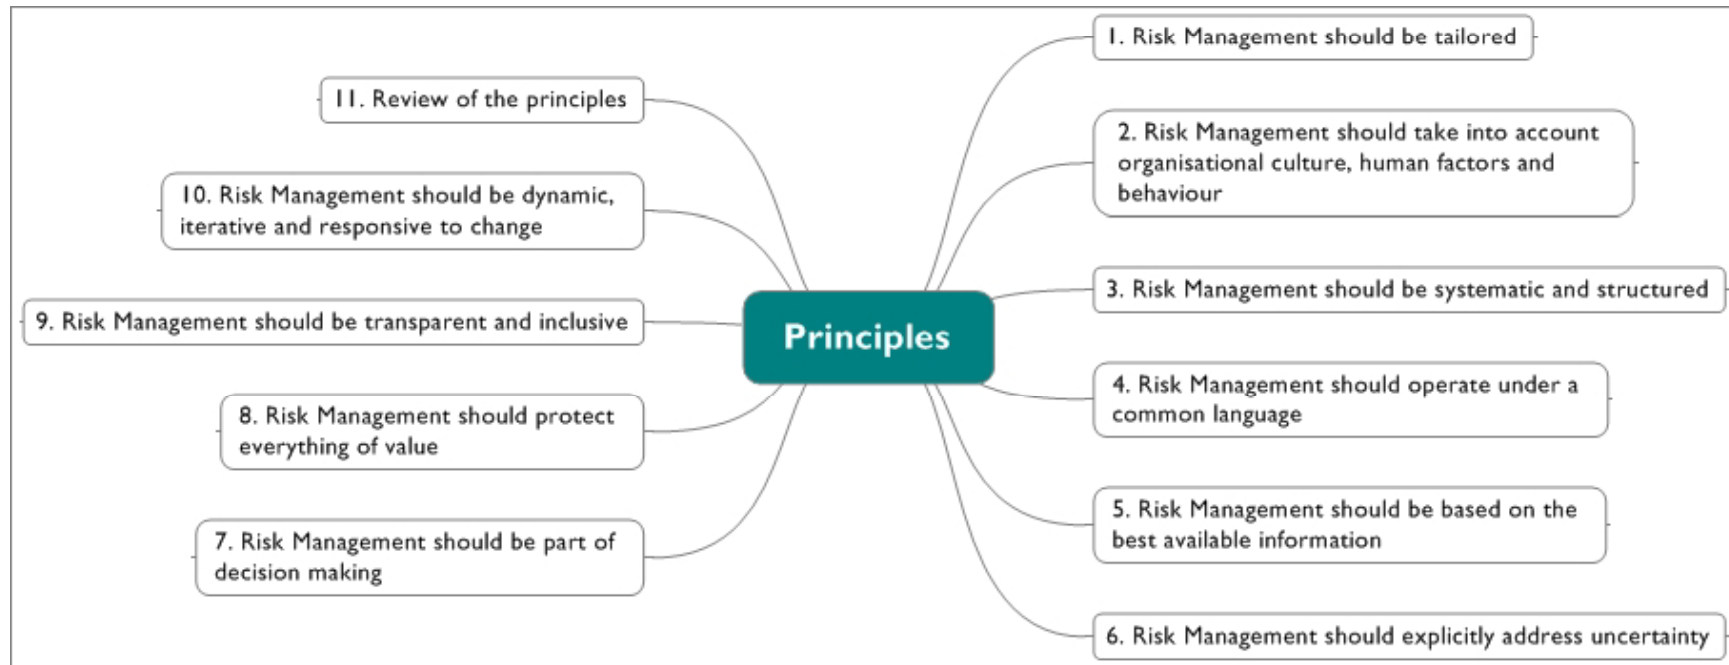 Principles
1. Risk Management should be tailored
2. Risk Management should take into account
organisational culture, human factors and
behaviour
3. Risk Management should be systematic and structured
4. Risk Management should operate under a
common language
5. Risk Management should be based on the
best available information
6. Risk Management should explicitly address uncertainty
7. Risk Management should be part of
decision making
8. Risk Management should protect
everything of value
9. Risk Management should be transparent and inclusive
10. Risk Management should be dynamic,
iterative and responsive to change
11. Review of the principles